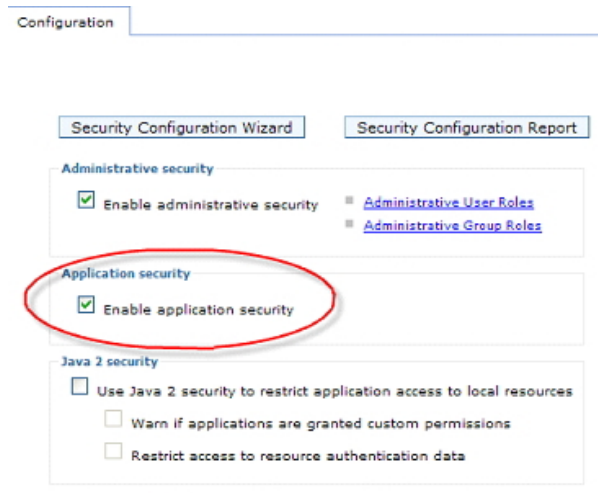 Configuration
Security Configuration Wizard
Security Configuration Report
Administrative security
Enable administrative security
Administrative User Roles
Administrative Group Roles
Application security
Enable application security
Java 2 security
Use Java 2 security to restrict application access to local resources
Warn if applications are granted custom permissions
Restrict access to resource authentication data